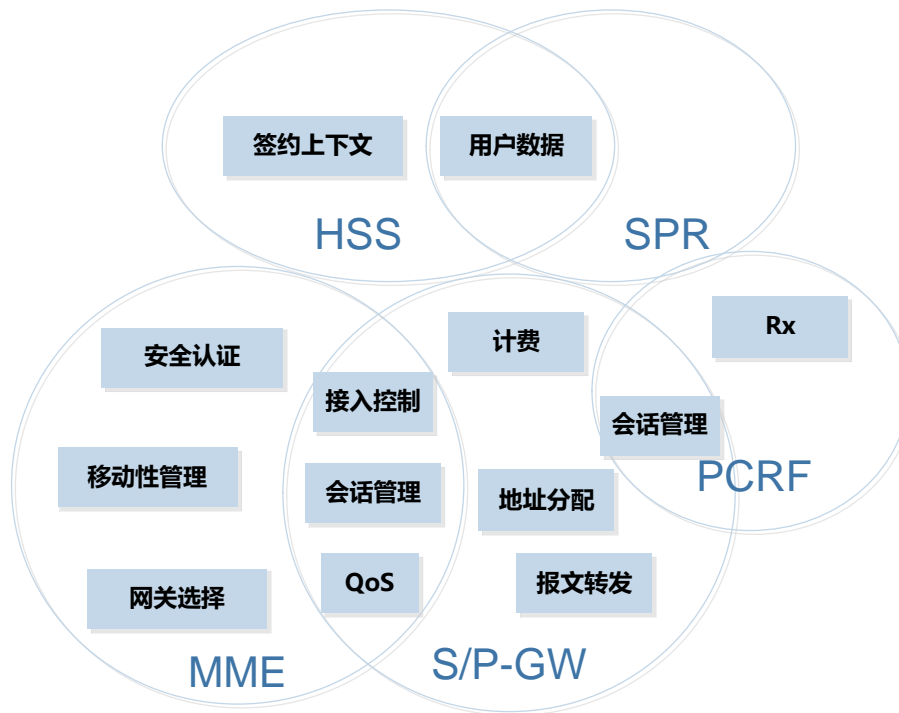 签约上下文
用户数据
HSS
SPR
Rx
计费
安全认证
接入控制
会话管理
移动性管理
会话管理
地址分配
PCRF
网关选择
QoS
报文转发
MME
S/P-GW